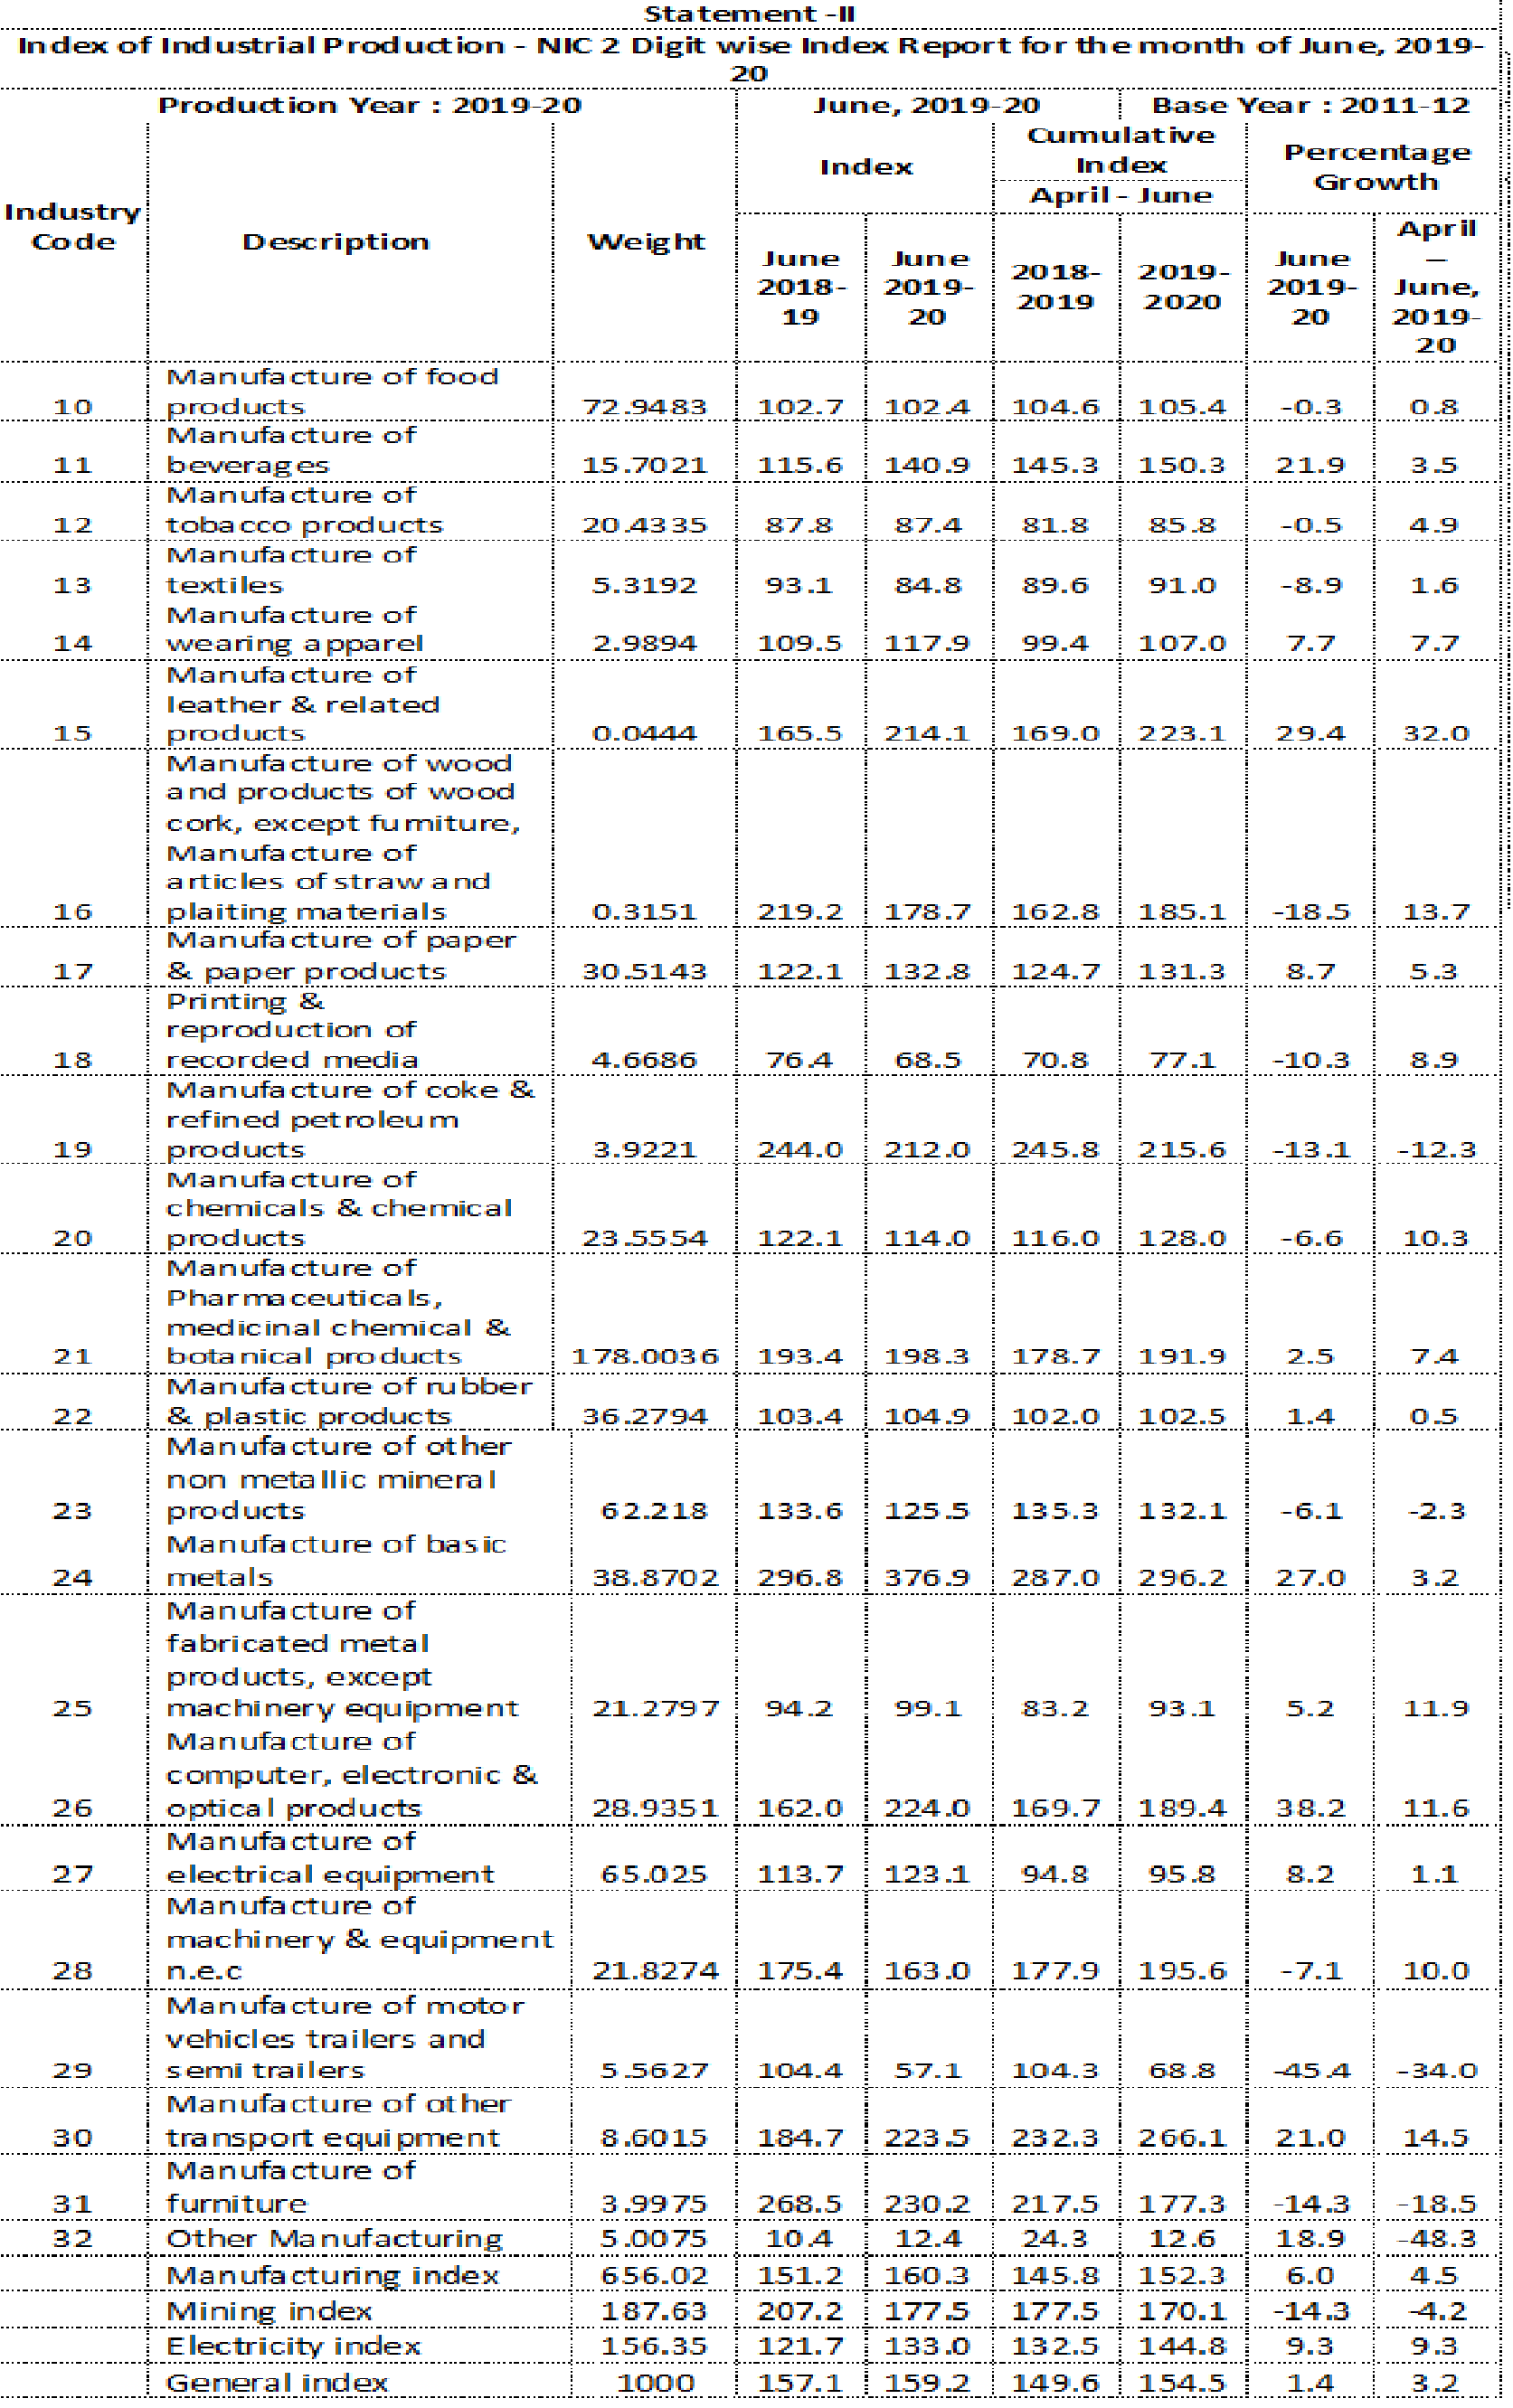 Statement -II
Index of Industrial Production - NIC 2 Digit wise Index Report for the month of June, 2019-
20
Production Year : 2019-20 June, 2019-20 Base Year : 2011-12
Industry
Code
Description
Weight
Index
Cumulative
Index
April - June
Percentage
Growth
June
2018-
19
June
2019-
20
2018-
2019
2019-
2020
June
2019-
20
April
–
June,
2019-
20
Manufacture of food
10 products 72.9483 102.7 102.4 104.6 105.4 -0.3 0.8
Manufacture of
11 beverages 15.7021 115.6 140.9 145.3 150.3 21.9 3.5
Manufacture of
12 tobacco products 20.4335 87.8 87.4 81.8 85.8 -0.5 4.9
Manufacture of
13 textiles 5.3192 93.1 84.8 89.6 91.0 -8.9 1.6
Manufacture of
14 wearing apparel 2.9894 109.5 117.9 99.4 107.0 7.7 7.7
Manufacture of
leather & related
15 products 0.0444 165.5 214.1 169.0 223.1 29.4 32.0
Manufacture of wood
and products of wood
cork, except furniture,
Manufacture of
articles of straw and
16 plaiting materials 0.3151 219.2 178.7 162.8 185.1 -18.5 13.7
Manufacture of paper
17 & paper products 30.5143 122.1 132.8 124.7 131.3 8.7 5.3
Printing &
reproduction of
18 recorded media 4.6686 76.4 68.5 70.8 77.1 -10.3 8.9
Manufacture of coke &
refined petroleum
19 products 3.9221 244.0 212.0 245.8 215.6 -13.1 -12.3
Manufacture of
chemicals & chemical
20 products 23.5554 122.1 114.0 116.0 128.0 -6.6 10.3
Manufacture of
Pharmaceuticals,
medicinal chemical &
21 botanical products 178.0036 193.4 198.3 178.7 191.9 2.5 7.4
Manufacture of rubber
22 & plastic products 36.2794 103.4 104.9 102.0 102.5 1.4 0.5
Manufacture of other
non metallic mineral
23 products 62.218 133.6 125.5 135.3 132.1 -6.1 -2.3
Manufacture of basic
24 metals 38.8702 296.8 376.9 287.0 296.2 27.0 3.2
Manufacture of
fabricated metal
products, except
25 machinery equipment 21.2797 94.2 99.1 83.2 93.1 5.2 11.9
Manufacture of
computer, electronic &
26 optical products 28.9351 162.0 224.0 169.7 189.4 38.2 11.6
Manufacture of
27 electrical equipment 65.025 113.7 123.1 94.8 95.8 8.2 1.1
Manufacture of
machinery & equipment
28 n.e.c 21.8274 175.4 163.0 177.9 195.6 -7.1 10.0
Manufacture of motor
vehicles trailers and
29 semi trailers 5.5627 104.4 57.1 104.3 68.8 -45.4 -34.0
Manufacture of other
30 transport equipment 8.6015 184.7 223.5 232.3 266.1 21.0 14.5
Manufacture of
31 furniture 3.9975 268.5 230.2 217.5 177.3 -14.3 -18.5
32 Other Manufacturing 5.0075 10.4 12.4 24.3 12.6 18.9 -48.3
Manufacturing index 656.02 151.2 160.3 145.8 152.3 6.0 4.5
Mining index 187.63 207.2 177.5 177.5 170.1 -14.3 -4.2
Electricity index 156.35 121.7 133.0 132.5 144.8 9.3 9.3
General index 1000 157.1 159.2 149.6 154.5 1.4 3.2